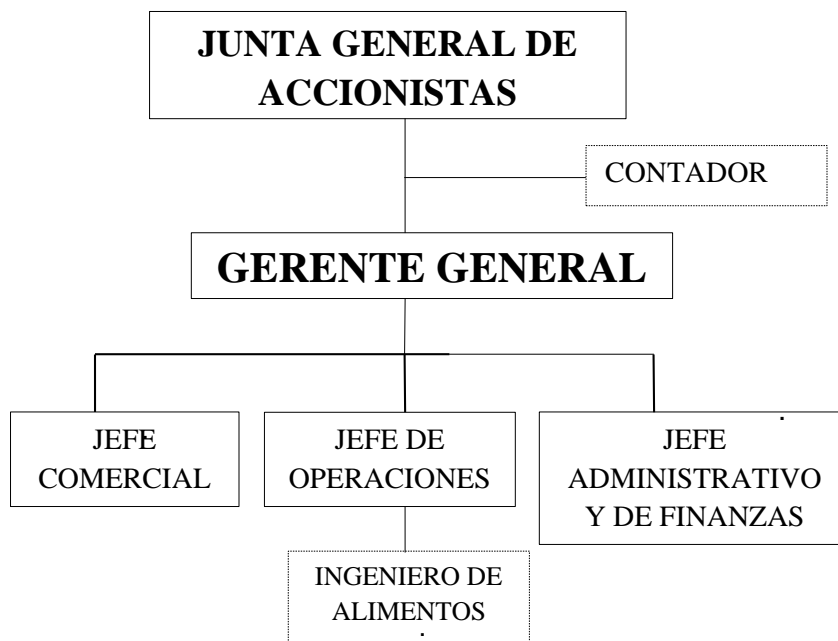 JUNTA GENERAL DE
ACCIONISTAS
CONTADOR
GERENTE GENERAL
JEFE
COMERCIAL
JEFE DE
OPERACIONES
JEFE
ADMINISTRATIVO
Y DE FINANZAS
INGENIERO DE
ALIMENTOS